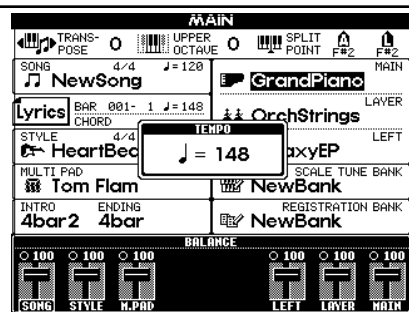 MAIN
TRANS-
POSE 0
UPPER
OCTAVE 0
SPLIT
POINT F#2 F#2
SONG 4/4 ♩=120
NewSong
MAIN
GrandPiano
Lyrics BAR 001- 1 ♩=148
CHORD
LAYER
OrchStrings
STYLE 4/4
HeartBea
LEFT
axyEP
TEMPO
♩= 148
MULTI PAD
Tom Flam
SCALE TUNE BANK
NewBank
INTRO ENDING
4bar2 4bar
REGISTRATION BANK
NewBank
BALANCE
100 100 100 100 100 100
SONG STYLE M.PAD LEFT LAYER MAIN